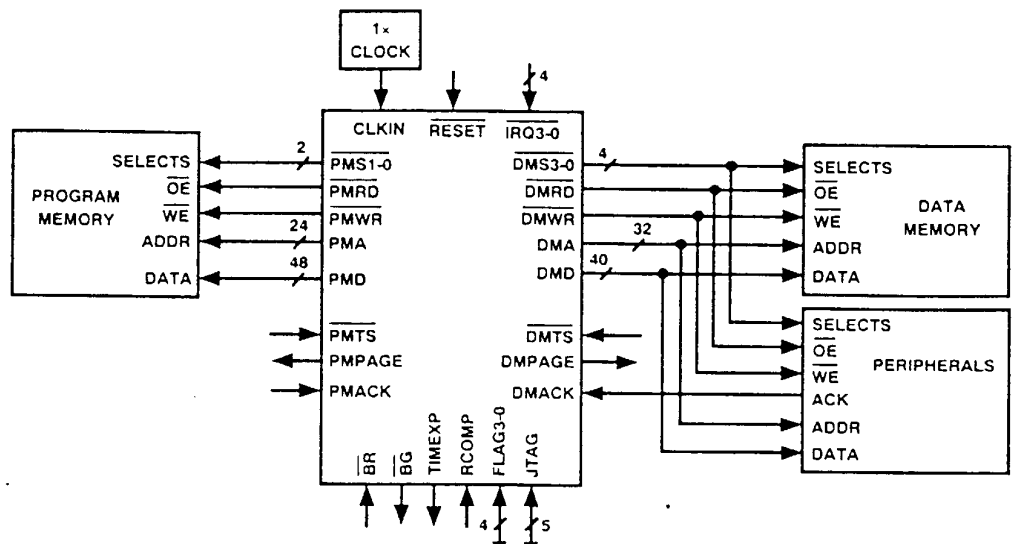 1×
CLOCK
4
CLKIN
RESET
IRQ3-0
PROGRAM
MEMORY
SELECTS
OE
WE
ADDR
DATA
2
24
48
PMS1-0
PMRD
PMWR
PMA
PMD
PMTS
PMPAGE
PMACK
DMS3-0
DMRD
DMWR
DMA
DMD
DMTS
DMPAGE
DMACK
4
32
40
SELECTS
OE
WE
ADDR
DATA
DATA
MEMORY
SELECTS
OE
WE
ACK
ADDR
DATA
PERIPHERALS
BR
BG
TIMEXP
RCOMP
FLAG3-0
JTAG
4
5